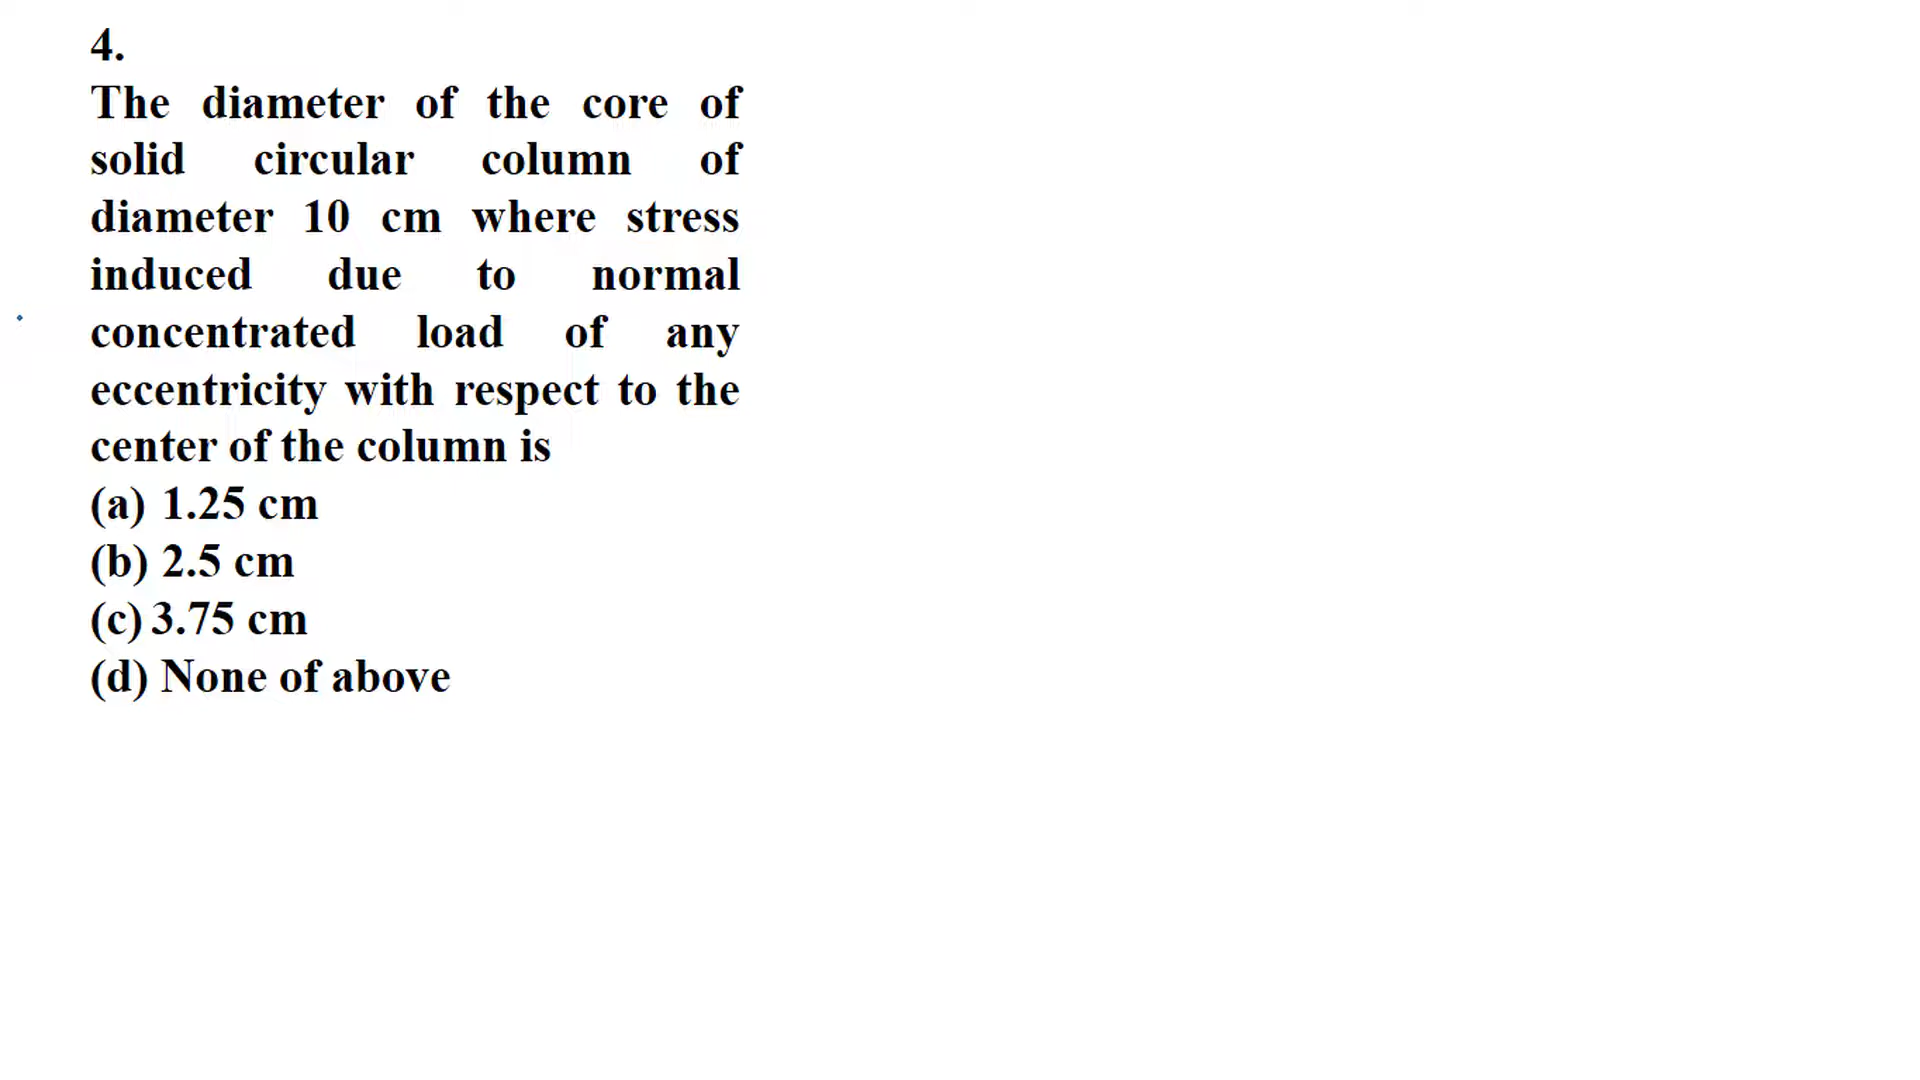 4.
The diameter of the core of
solid circular column of
diameter 10 cm where stress
induced due to normal
concentrated load of any
eccentricity with respect to the
center of the column is
(a) 1.25 cm
(b) 2.5 cm
(c) 3.75 cm
(d) None of above